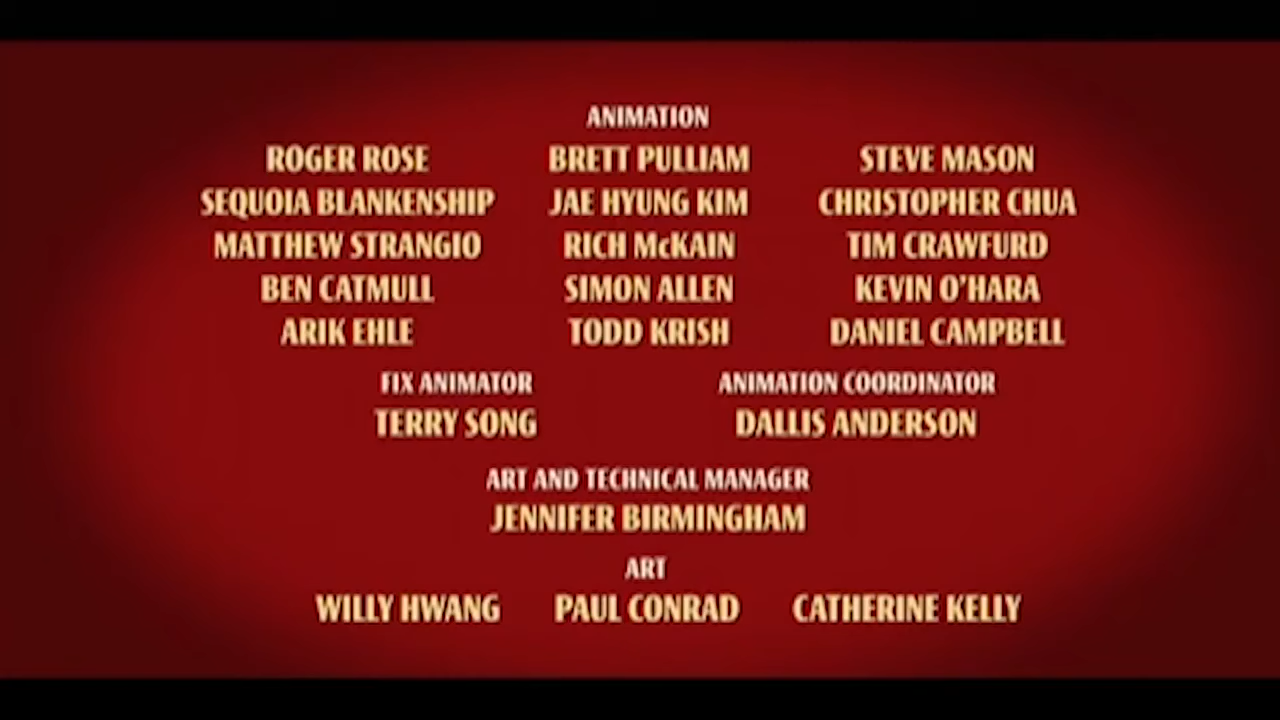 ANIMATION
ROGER ROSE BRETT PULLIAM STEVE MASON
SEQUOIA BLANKENSHIP JAE HYUNG KIM CHRISTOPHER CHUA
MATTHEW STRANGIO RICH McKAIN TIM CRAWFURD
BEN CATMULL SIMON ALLEN KEVIN O'HARA
ARIK EHLE TODD KRISH DANIEL CAMPBELL
FIX ANIMATOR ANIMATION COORDINATOR
TERRY SONG DALLIS ANDERSON
ART AND TECHNICAL MANAGER
JENNIFER BIRMINGHAM
ART
WILLY HWANG PAUL CONRAD CATHERINE KELLY